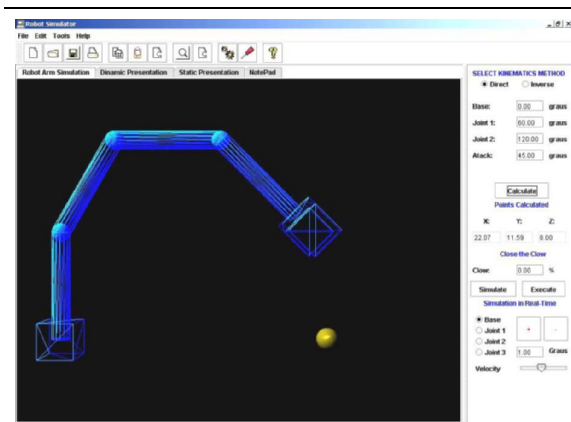 Robot Simulator
File Edit Tools Help
Robot Arm Simulation Dinamic Presentation Static Presentation NotePad
SELECT KINEMATICS METHOD
Direct Inverse
Base: 0.00 graus
Joint 1: 60.00 graus
Joint 2: 120.00 graus
Atack: 45.00 graus
Calculate
Points Calculated
X: Y: Z:
22.07 11.59 0.00
Close the Clow
Clow: 0.00 %
Simulate Execute
Simulation in Real-Time
Base
Joint 1 + -
Joint 2
Joint 3 1.00 Graus
Velocity